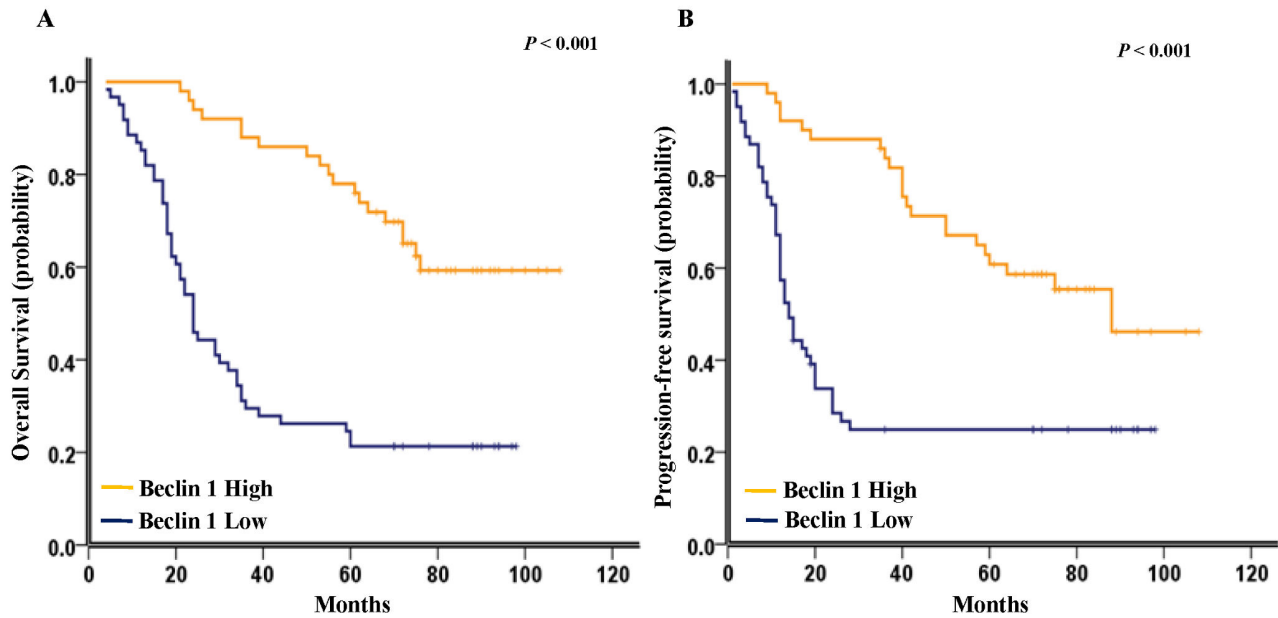 A
P < 0.001
Overall Survival (probability)
1.0
0.8
0.6
0.4
0.2
0.0
Beclin 1 High
Beclin 1 Low
0 20 40 60 80 100 120
Months
B
P < 0.001
Progression-free survival (probability)
1.0
0.8
0.6
0.4
0.2
0.0
Beclin 1 High
Beclin 1 Low
0 20 40 60 80 100 120
Months